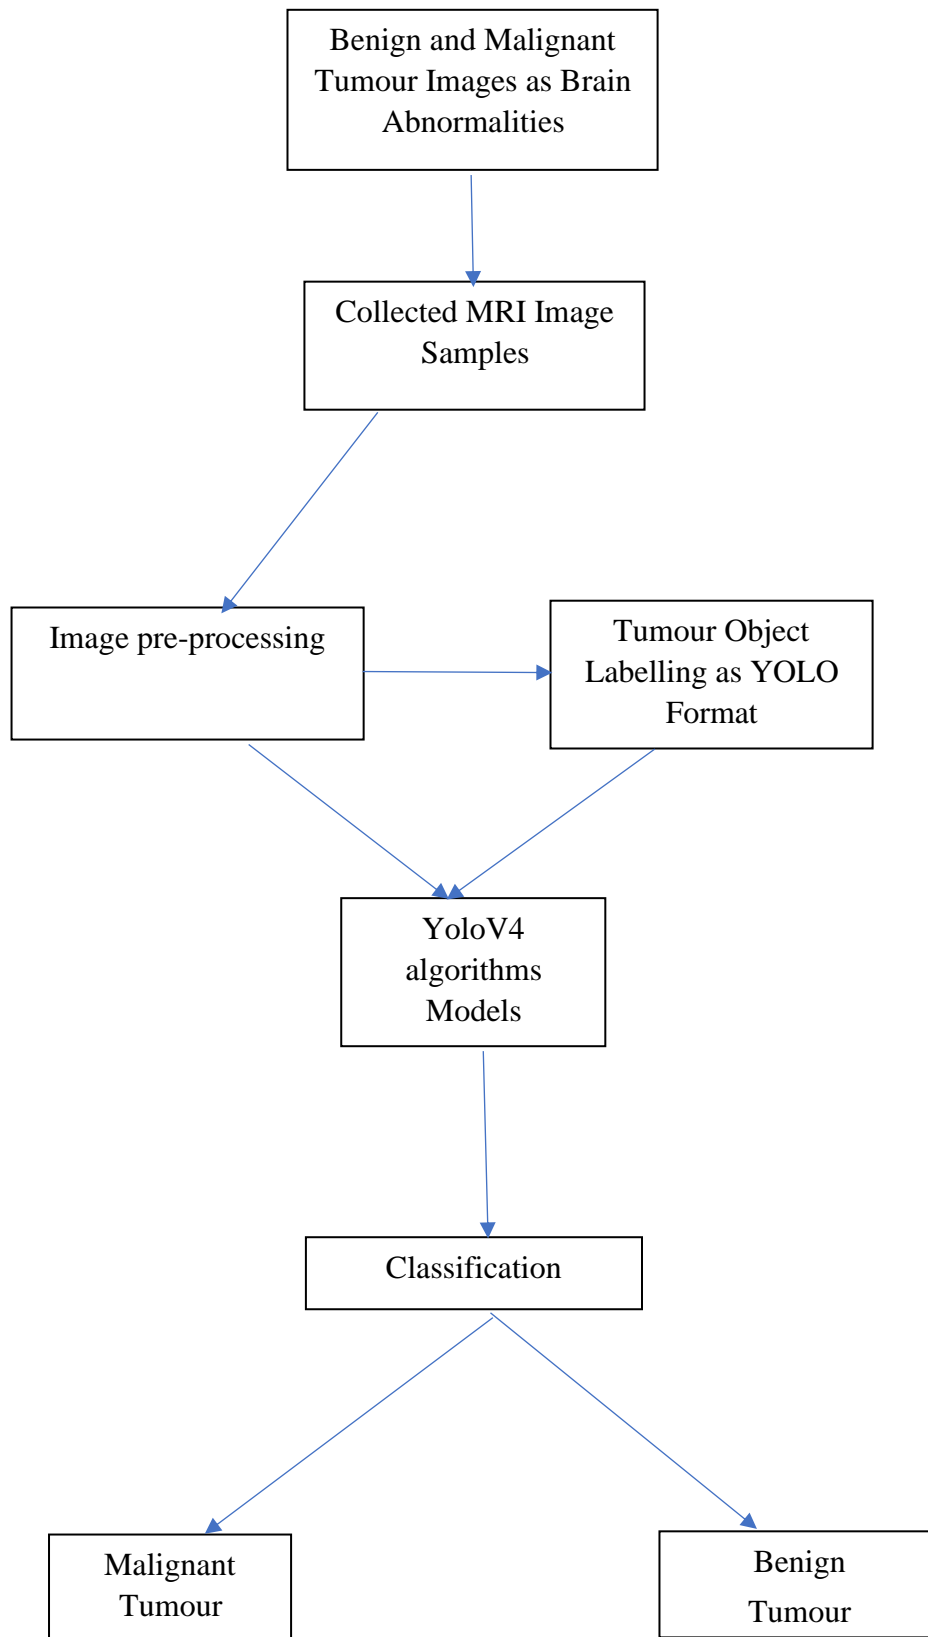 Benign and Malignant
Tumour Images as Brain
Abnormalities
Collected MRI Image
Samples
Image pre-processing
Tumour Object
Labelling as YOLO
Format
YoloV4
algorithms
Models
Classification
Malignant
Tumour
Benign
Tumour